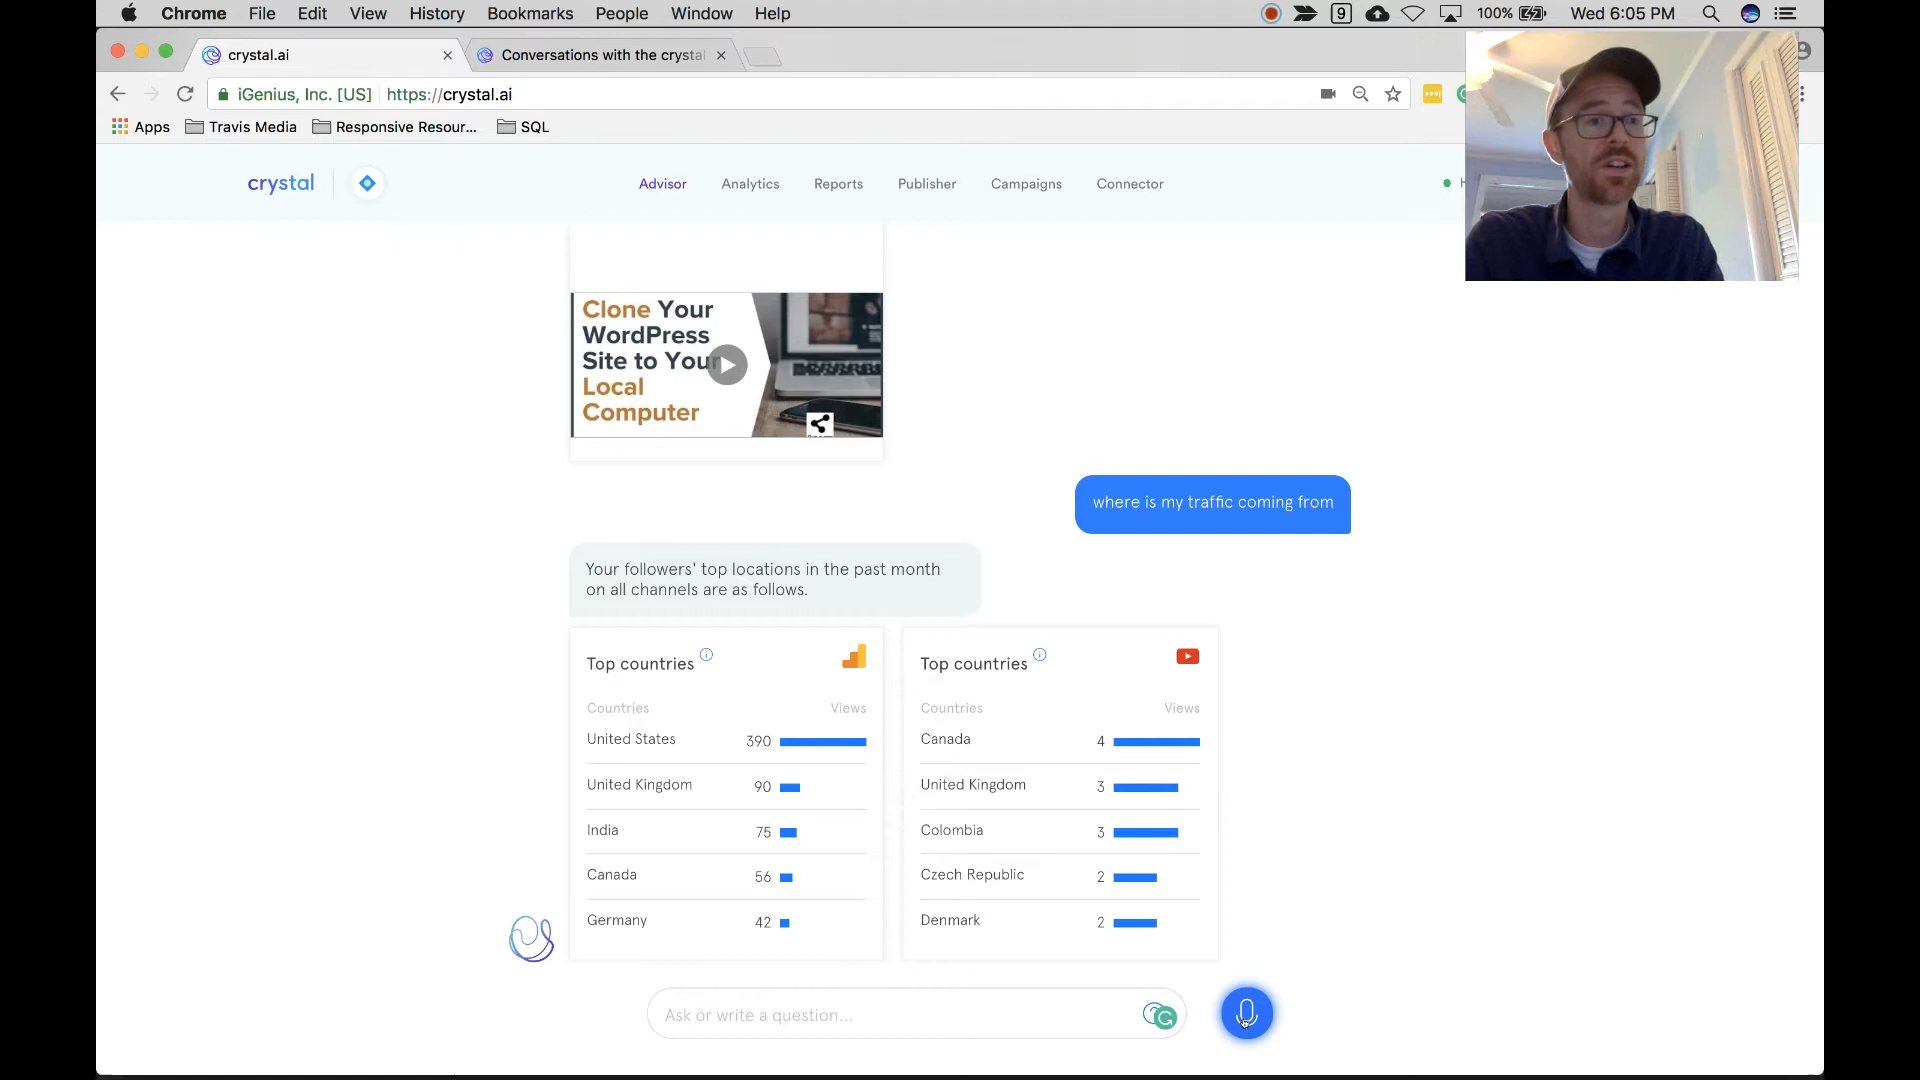 Chrome File Edit View History Bookmarks People Window Help
9 100% Wed 6:05 PM
crystal.ai
Conversations with the crysta
iGenius, Inc. [US] https://crystal.ai
Apps Travis Media Responsive Resour... SQL
crystal
Advisor Analytics Reports Publisher Campaigns Connector
Clone Your
WordPress
Site to Your
Local
Computer
where is my traffic coming from
Your followers' top locations in the past month
on all channels are as follows.
Top countries
Countries Views
United States 390
United Kingdom 90
India 75
Canada 56
Germany 42
Top countries
Countries Views
Canada 4
United Kingdom 3
Colombia 3
Czech Republic 2
Denmark 2
Ask or write a question...